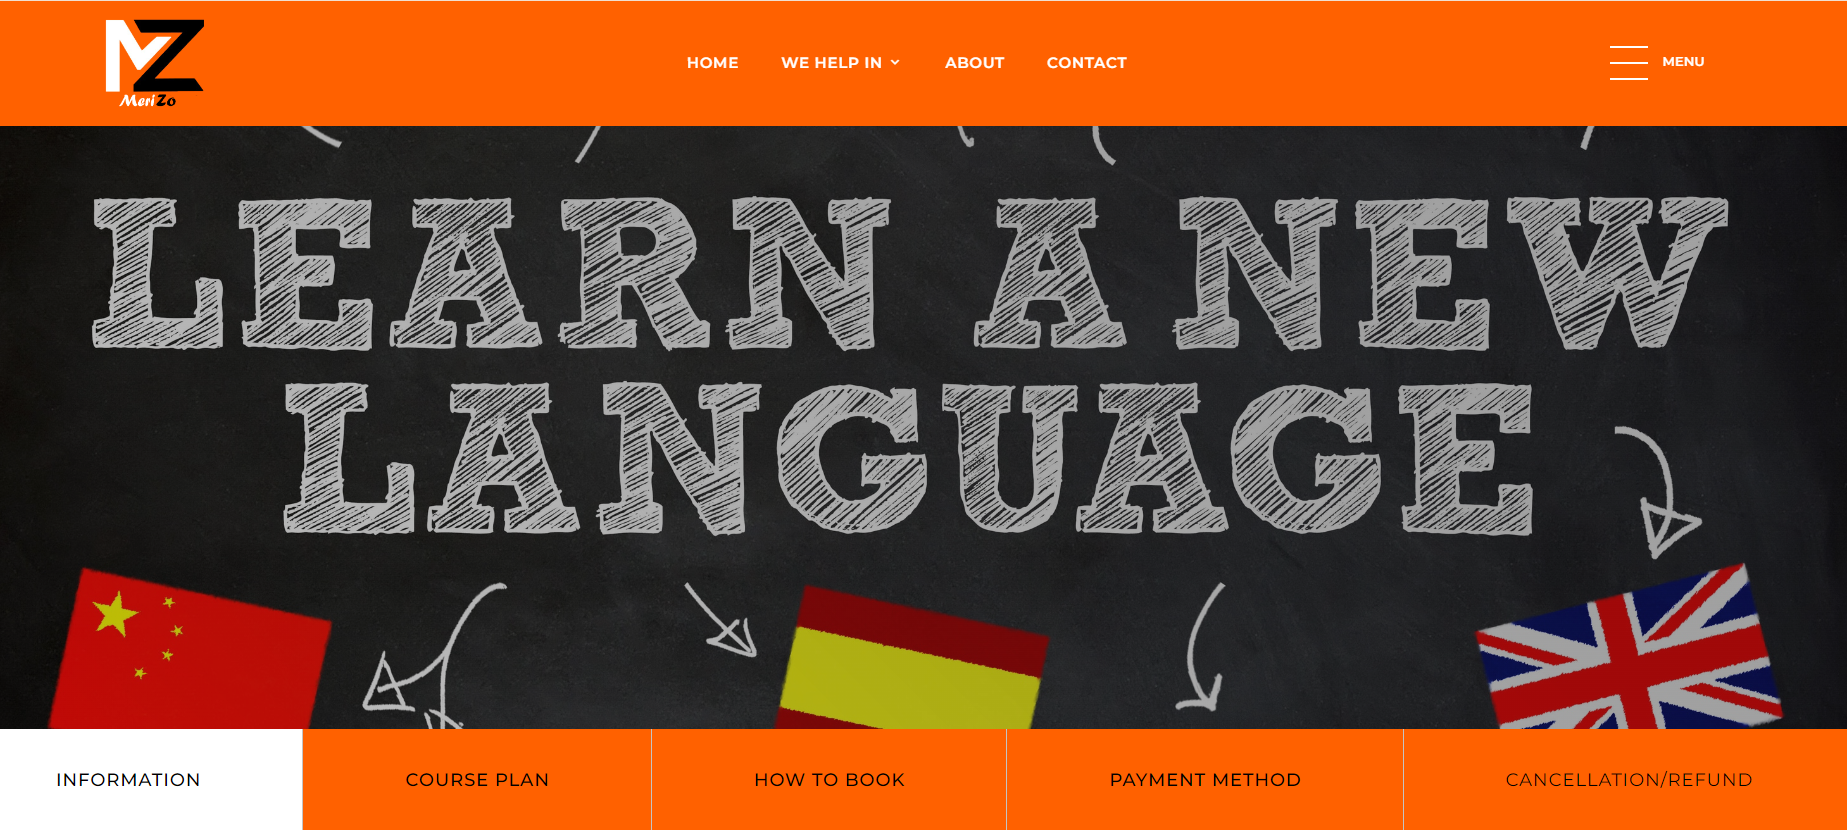 MeriZo
HOME WE HELP IN ABOUT CONTACT
MENU
LEARN A NEW
LANGUAGE
INFORMATION COURSE PLAN HOW TO BOOK PAYMENT METHOD CANCELLATION/REFUND